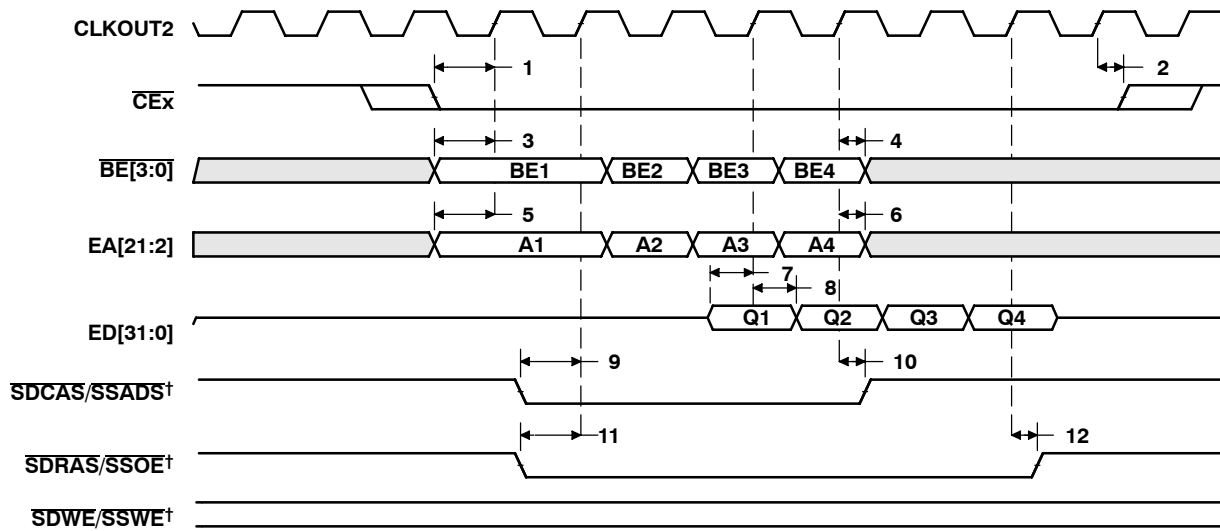 CLKOUT2
1
2
CEx
3
4
BE[3:0]
BE1 BE2 BE3 BE4
5
6
EA[21:2]
A1 A2 A3 A4
7
8
ED[31:0]
Q1 Q2 Q3 Q4
9
10
SDCAS/SSADS†
11
12
SDRAS/SSOE†
SDWE/SSWE†